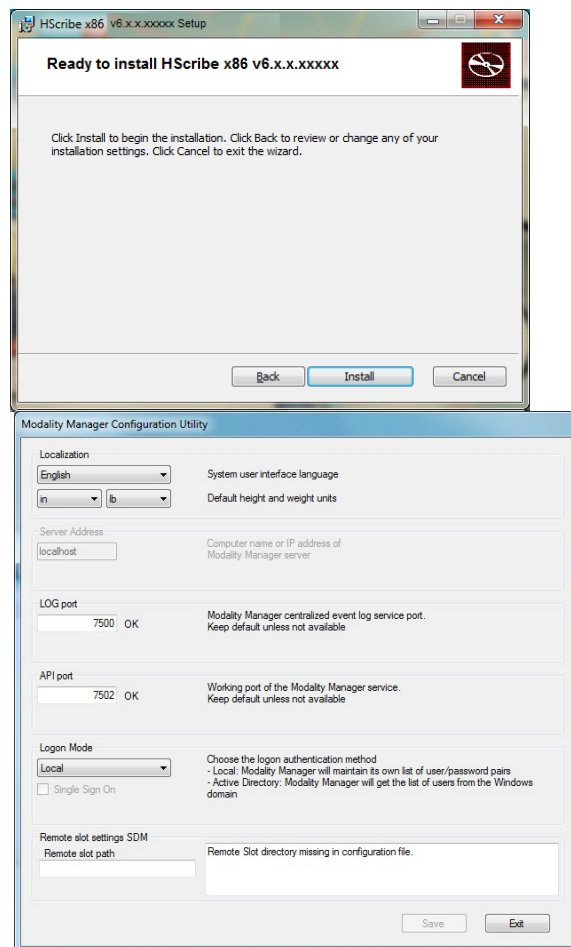 HScribe x86 v6.x.x.xxxxx Setup
Ready to install HScribe x86 v6.x.x.xxxxx
Click Install to begin the installation. Click Back to review or change any of your
installation settings. Click Cancel to exit the wizard.
Back Install Cancel
Modality Manager Configuration Utility
Localization
English System user interface language
in lb Default height and weight units
Server Address
localhost Computer name or IP address of
Modality Manager server
LOG port
7500 OK Modality Manager centralized event log service port.
Keep default unless not available
API port
7502 OK Working port of the Modality Manager service.
Keep default unless not available
Logon Mode
Local Choose the logon authentication method
- Local: Modality Manager will maintain its own list of user/password pairs
Single Sign On - Active Directory: Modality Manager will get the list of users from the Windows
domain
Remote slot settings SDM
Remote slot path Remote Slot directory missing in configuration file.
Save Exit